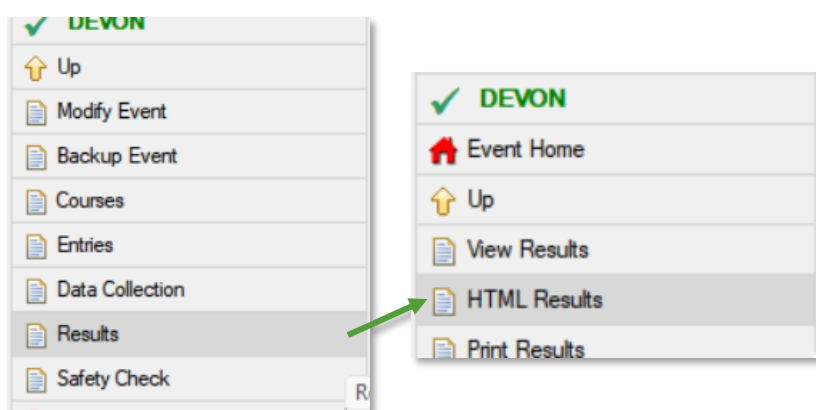 DEVON
Up
Modify Event
Backup Event
Courses
Entries
Data Collection
Results
Safety Check
DEVON
Event Home
Up
View Results
HTML Results
Print Results